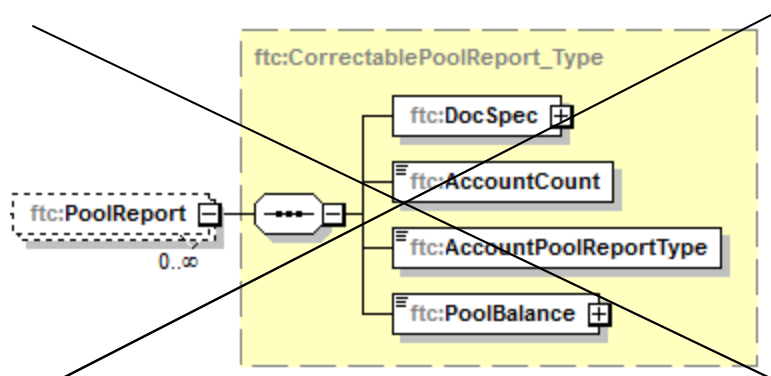 ftc:CorrectablePoolReport_Type
ftc:DocSpec
ftc:AccountCount
ftc:PoolReport
0..∞
ftc:AccountPoolReportType
ftc:PoolBalance